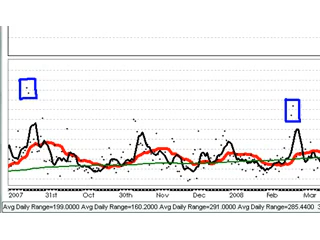 2007 31st Oct 30th Nov Dec 2008 Feb Mar
Avg Daily Range=199.0000 Avg Daily Range=160.2000 Avg Daily Range=291.0000 Avg Daily Range=285.4400